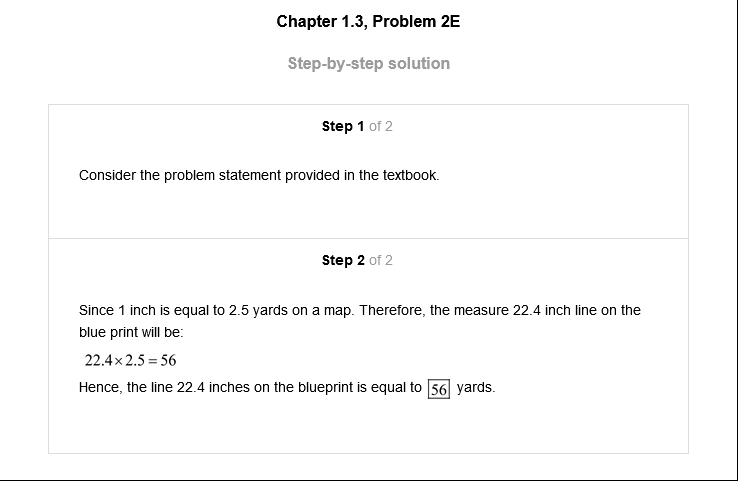 Chapter 1.3, Problem 2E
Step-by-step solution
Step 1 of 2
Consider the problem statement provided in the textbook.
Step 2 of 2
Since 1 inch is equal to 2.5 yards on a map. Therefore, the measure 22.4 inch line on the
blue print will be:
22.4×2.5=56
Hence, the line 22.4 inches on the blueprint is equal to 56 yards.